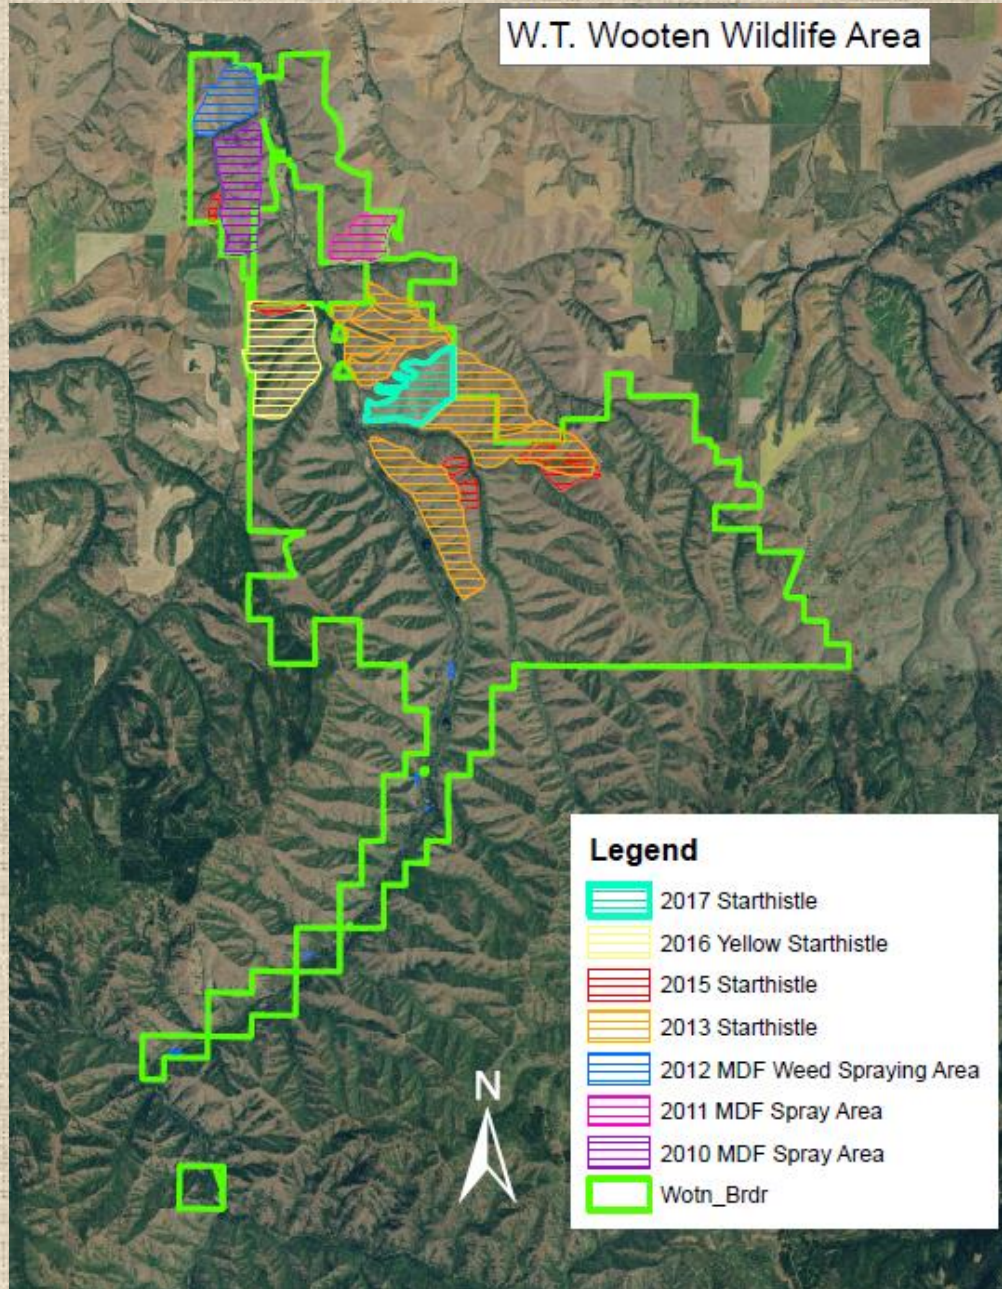 W.T. Wooten Wildlife Area
Legend
2017 Starthistle
2016 Yellow Starthistle
2015 Starthistle
2013 Starthistle
2012 MDF Weed Spraying Area
2011 MDF Spray Area
2010 MDF Spray Area
Wotn_Brdr
N